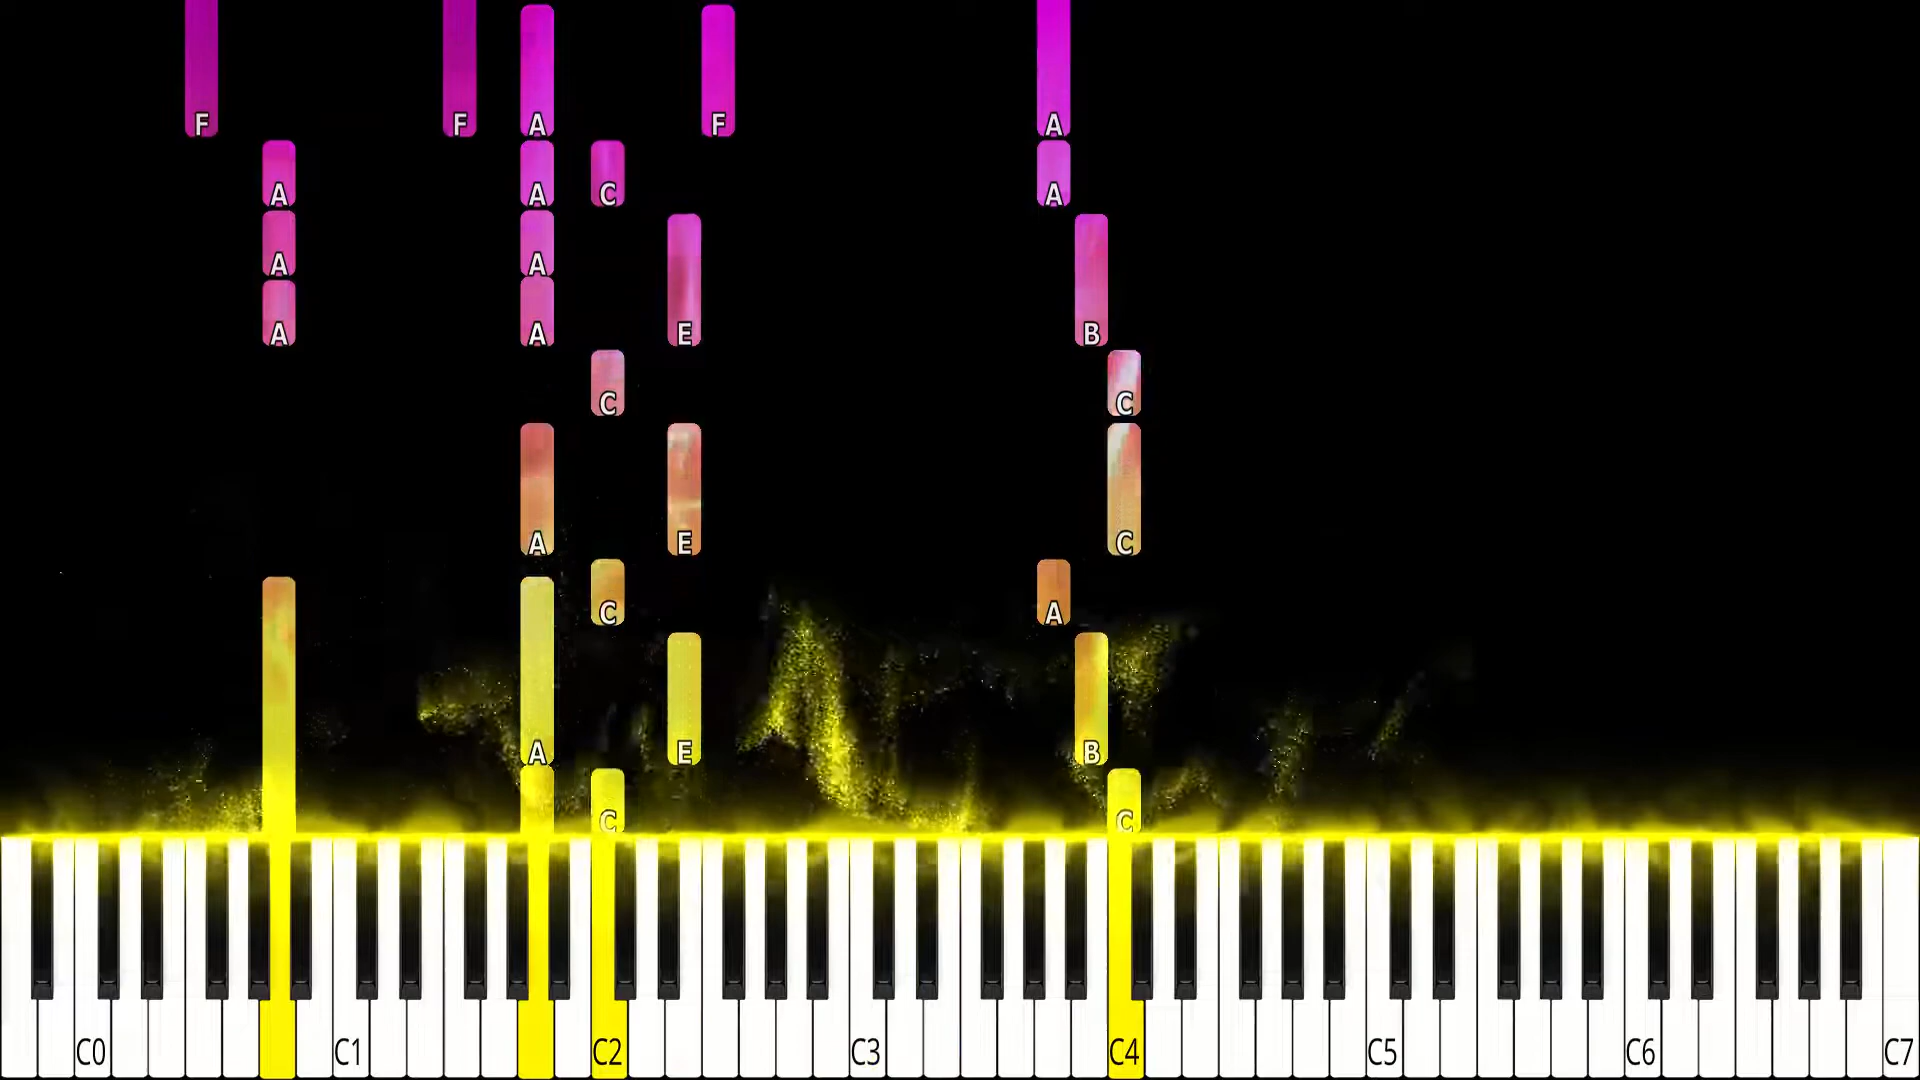 F F A F A
A A C A
A A
A A E B
C C
A E C
C A
A E B
C C
C0 C1 C2 C3 C4 C5 C6 C7